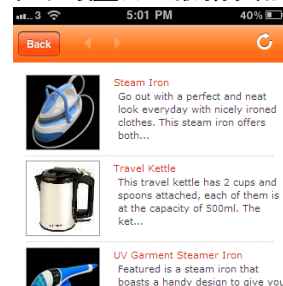 ...3 5:01 PM 40%
Back
Steam Iron
Go out with a perfect and neat
look everyday with nicely ironed
clothes. This steam iron offers
both...
Travel Kettle
This travel kettle has 2 cups and
spoons attached, each of them is
at the capacity of 500ml. The
ket...
UV Garment Steamer Iron
Featured is a steam iron that
boasts a handy design to give you